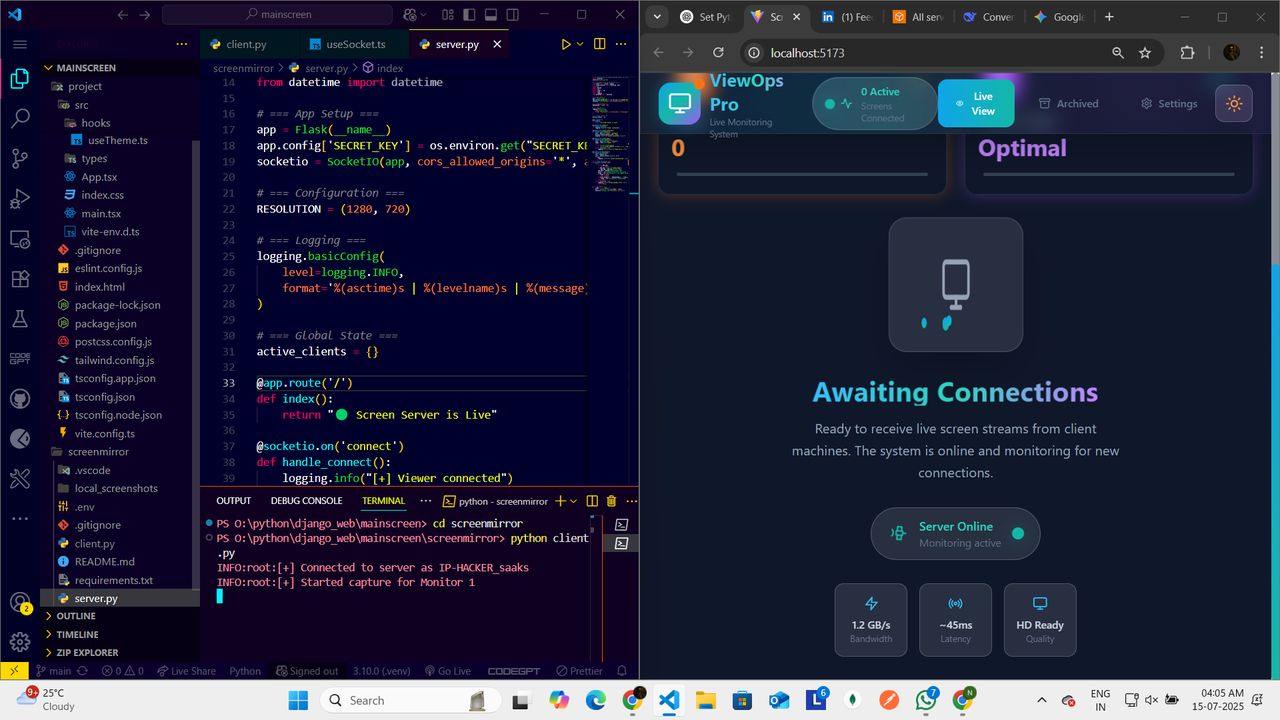 mainscreen
EXPLORER
MAINSCREEN
project
src
hooks
useTheme.ts
types
App.tsx
index.css
main.tsx
vite-env.d.ts
.gitignore
eslint.config.js
index.html
package-lock.json
package.json
postcss.config.js
tailwind.config.js
tsconfig.app.json
tsconfig.json
tsconfig.node.json
vite.config.ts
screenmirror
.vscode
local_screenshots
.env
.gitignore
client.py
README.md
requirements.txt
server.py
OUTLINE
TIMELINE
ZIP EXPLORER
CODE
GPT
2
client.py
useSocket.ts
server.py
screenmirror > server.py > index
14 from datetime import datetime
15
16 # === App Setup ===
17 app = Flask(__name__)
18 app.config['SECRET_KEY'] = os.environ.get("SECRET_KE
19 socketio = SocketIO(app, cors_allowed_origins='*', a
20
21 # === Configuration ===
22 RESOLUTION = (1280, 720)
23
24 # === Logging ===
25 logging.basicConfig(
26 level=logging.INFO,
27 format='%(asctime)s | %(levelname)s | %(message)
28 )
29
30 # === Global State ===
31 active_clients = {}
32
33 @app.route('/')
34 def index():
35 return "🟢 Screen Server is Live"
36
37 @socketio.on('connect')
38 def handle_connect():
39 logging.info("[+] Viewer connected")
OUTPUT DEBUG CONSOLE TERMINAL ··· python - screenmirror
PS O:\python\django_web\mainscreen> cd screenmirror
PS O:\python\django_web\mainscreen\screenmirror> python client
.py
INFO:root:[+] Connected to server as IP-HACKER_saaks
INFO:root:[+] Started capture for Monitor 1
main 0 0 Live Share Python Signed out 3.10.0 (.venv) Go Live CODEGPT Prettier
Set Pyt
Sc
(1) Fee
All serv
Conver
Google
localhost:5173
ViewOps
Pro
Live Monitoring
System
0 Active
Screens
Connected
Live
View
Archived
Settings
0
Optimal
Awaiting Connections
Ready to receive live screen streams from client
machines. The system is online and monitoring for new
connections.
Server Online
Monitoring active
1.2 GB/s
Bandwidth
~45ms
Latency
HD Ready
Quality
9+
25°C
Cloudy
Search
6
7
N
ENG
IN
04:05 AM
15-07-2025